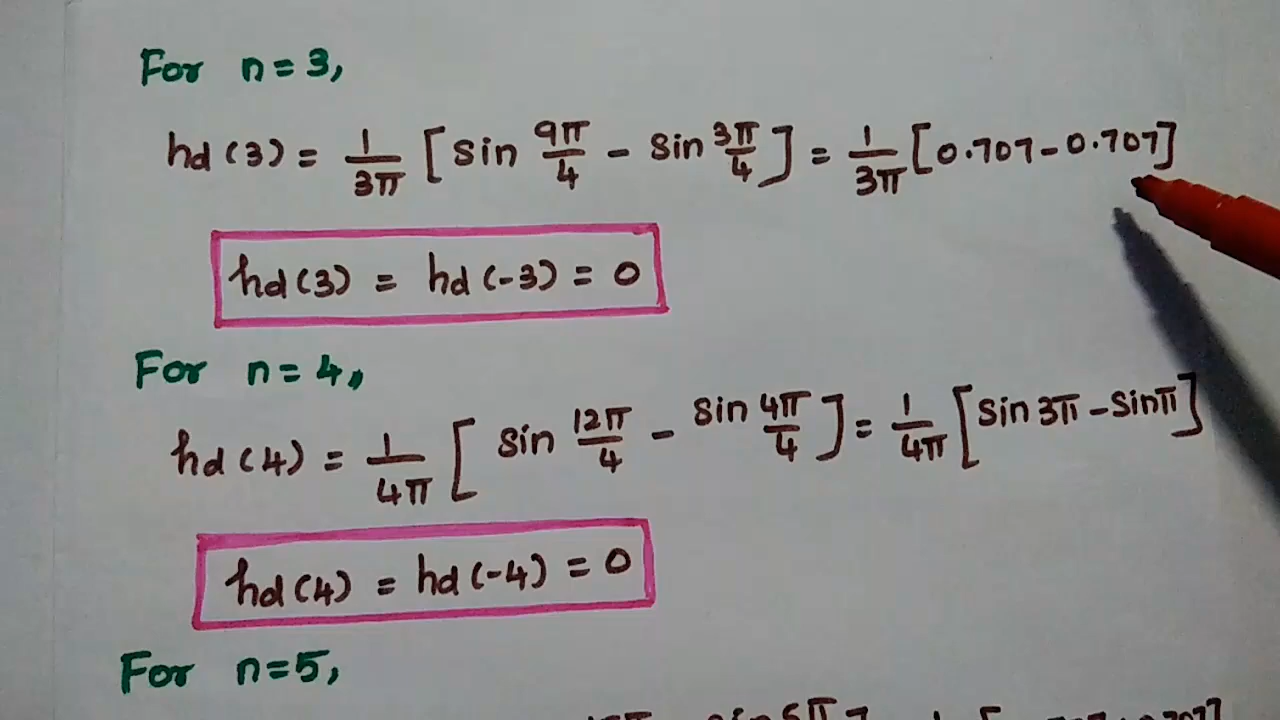 For n=3,
hd(3) = 1/3π [sin 9π/4 - sin 3π/4] = 1/3π [0.707-0.707]
hd(3) = hd(-3) = 0
For n=4,
hd(4) = 1/4π [sin 12π/4 - sin 4π/4] = 1/4π [sin 3π - sinπ]
hd(4) = hd(-4) = 0
For n=5,